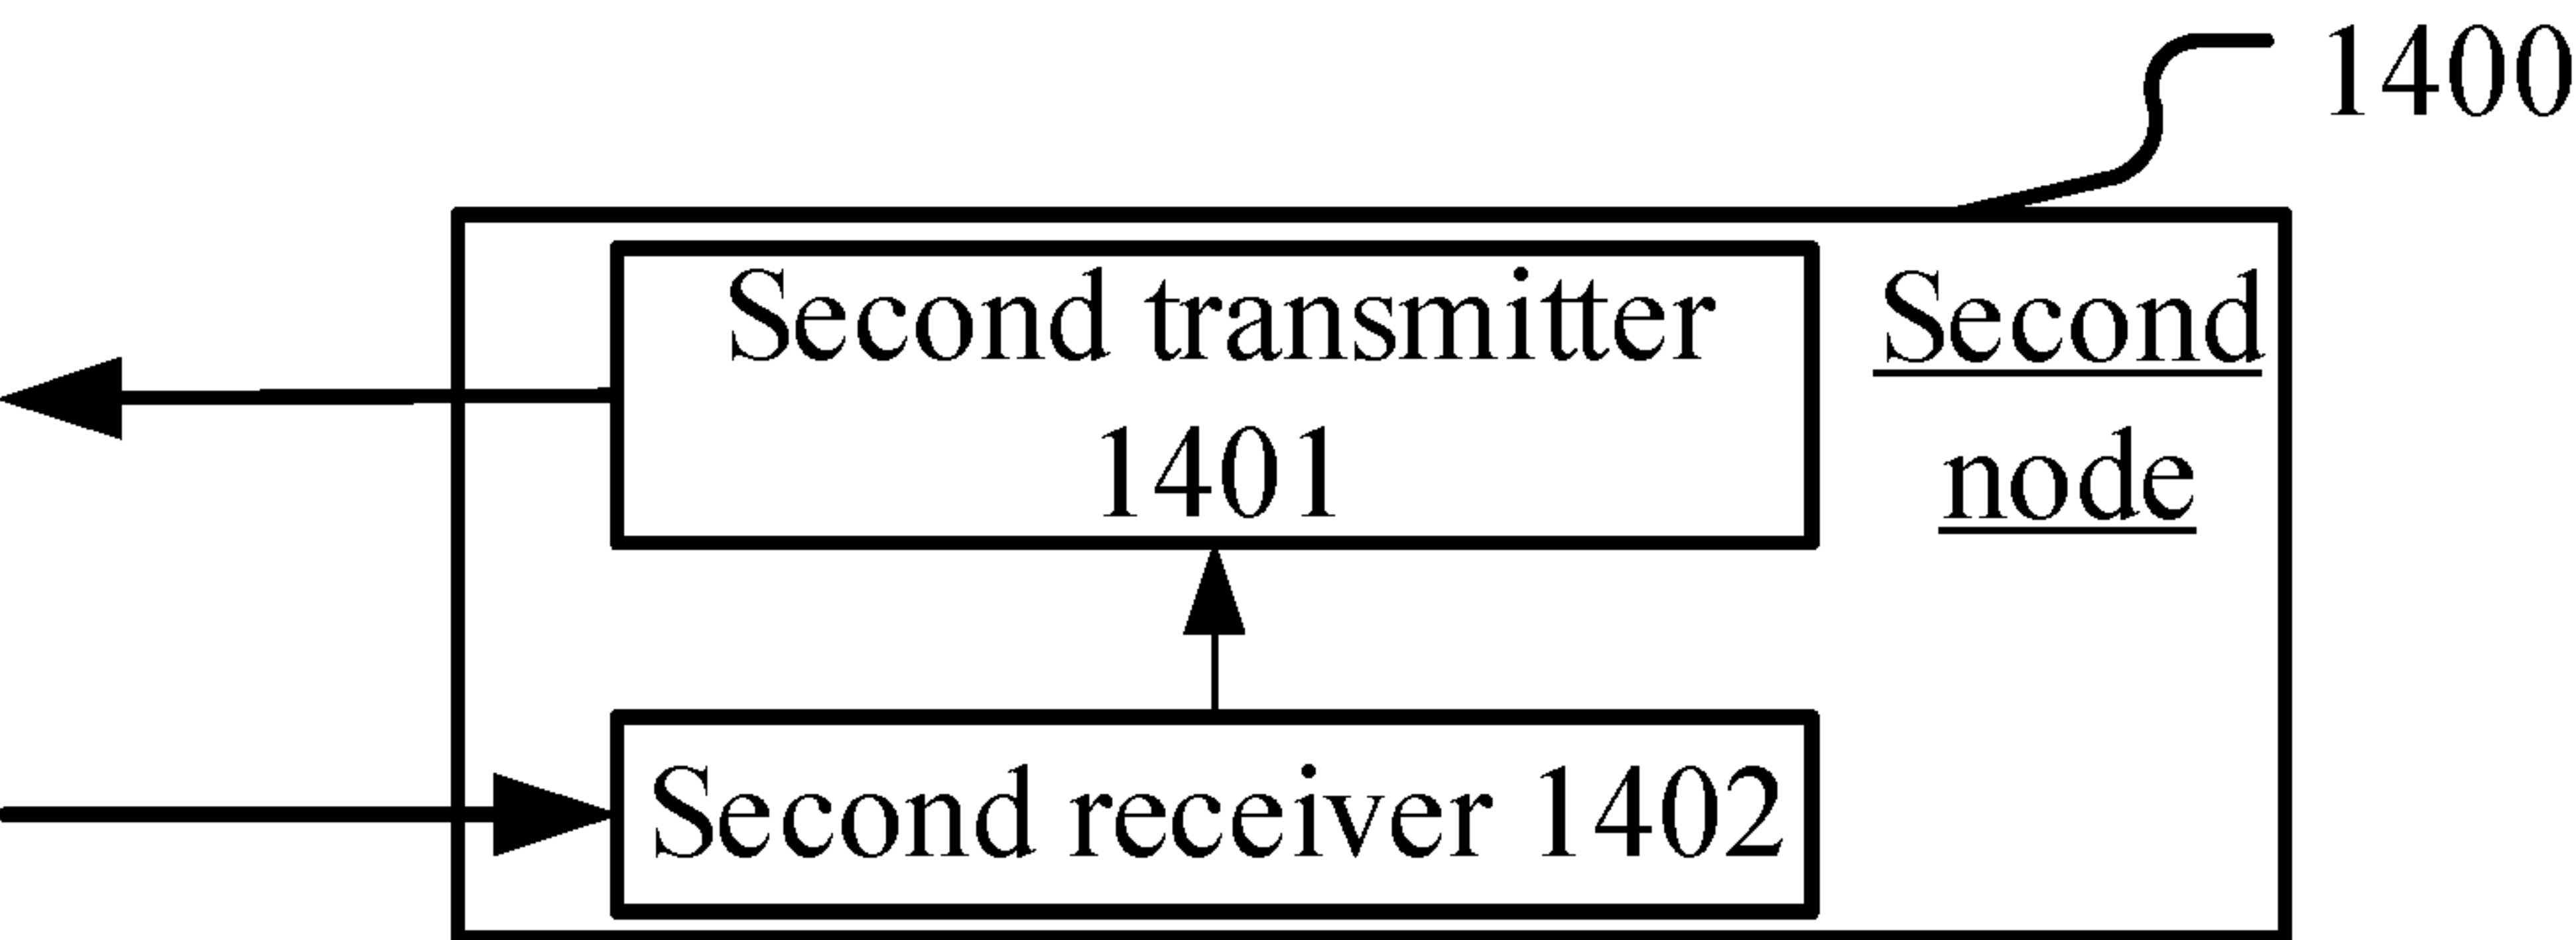 1400
Second transmitter
1401
Second
node
Second receiver 1402